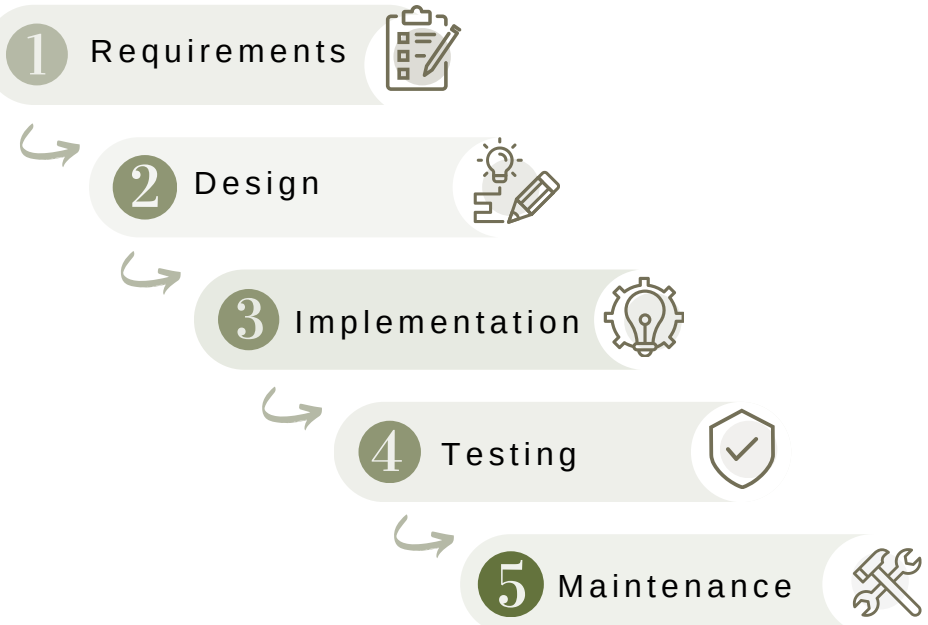 1 Requirements
2 Design
3 Implementation
4 Testing
5 Maintenance